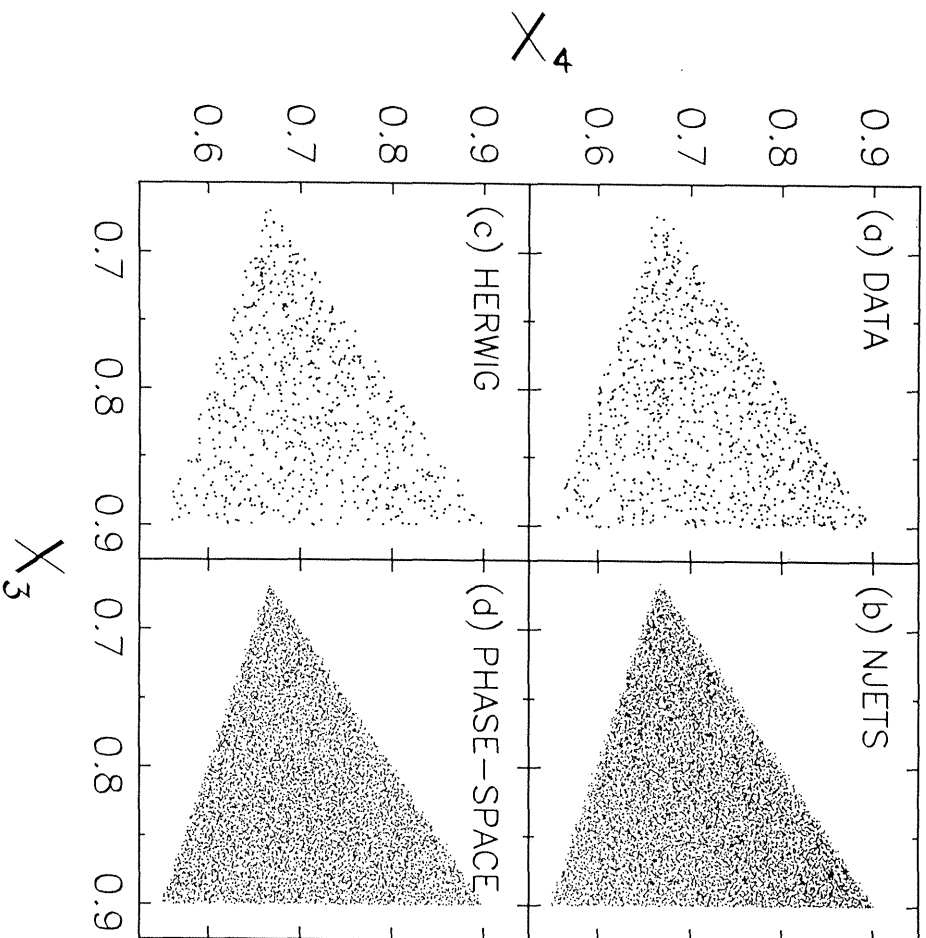 X4
0.6 0.7 0.8 0.9
0.6 0.7 0.8 0.9
(a) DATA
(b) NJETS
(c) HERWIG
(d) PHASE-SPACE
0.7 0.8 0.9
0.7 0.8 0.9
X3